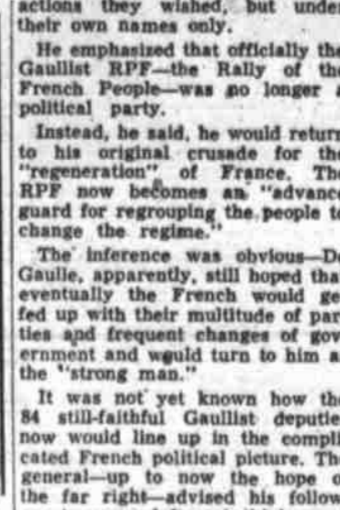 actions they wished, but unde
their own names only.
He emphasized that officially the
Gaullist RPF—the Rally of the
French People—was no longer a
political party.
Instead, he said, he would return
to his original crusade for the
"regeneration" of France. The
RPF now becomes an "advance
guard for regrouping the people to
change the regime."
The inference was obvious—De
Gaulle, apparently, still hoped tha
eventually the French would ge
fed up with their multitude of par
ties and frequent changes of gov
ernment and would turn to him a
the "strong man."
It was not yet known how the
84 still-faithful Gaullist deputie
now would line up in the compli
cated French political picture. The
general—up to now the hope o
the far right—advised his follow